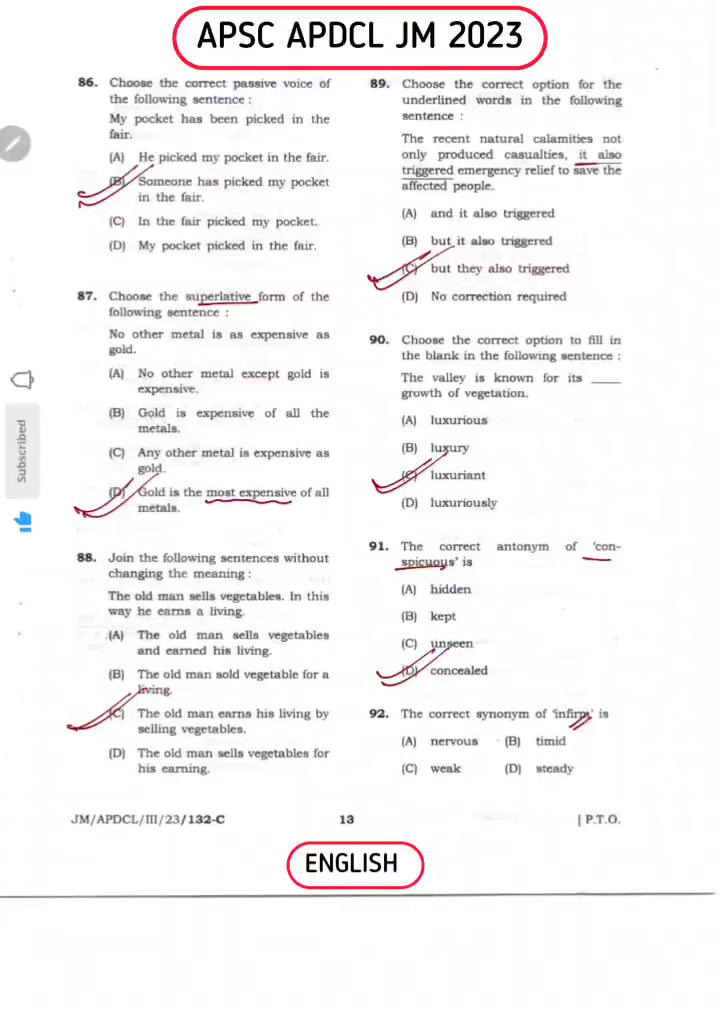 APSC APDCL JM 2023
86. Choose the correct passive voice of
the following sentence :
My pocket has been picked in the
fair.
(A) He picked my pocket in the fair.
(B) Someone has picked my pocket
in the fair.
(C) In the fair picked my pocket.
(D) My pocket picked in the fair.
87. Choose the superlative form of the
following sentence :
No other metal is as expensive as
gold.
(A) No other metal except gold is
expensive.
(B) Gold is expensive of all the
metals.
(C) Any other metal is expensive as
gold.
(D) Gold is the most expensive of all
metals.
88. Join the following sentences without
changing the meaning :
The old man sells vegetables. In this
way he earns a living.
(A) The old man sells vegetables
and earned his living.
(B) The old man sold vegetable for a
living.
(C) The old man earns his living by
selling vegetables.
(D) The old man sells vegetables for
his earning.
89. Choose the correct option for the
underlined words in the following
sentence :
The recent natural calamities not
only produced casualties, it also
triggered emergency relief to save the
affected people.
(A) and it also triggered
(B) but it also triggered
(C) but they also triggered
(D) No correction required
90. Choose the correct option to fill in
the blank in the following sentence :
The valley is known for its ____
growth of vegetation.
(A) luxurious
(B) luxury
(C) luxuriant
(D) luxuriously
91. The correct antonym of 'con-
spicuous' is
(A) hidden
(B) kept
(C) unseen
(D) concealed
92. The correct synonym of 'infirm' is
(A) nervous (B) timid
(C) weak (D) steady
JM/APDCL/III/23/132-C 13 [ P.T.O.
ENGLISH
Subscribed